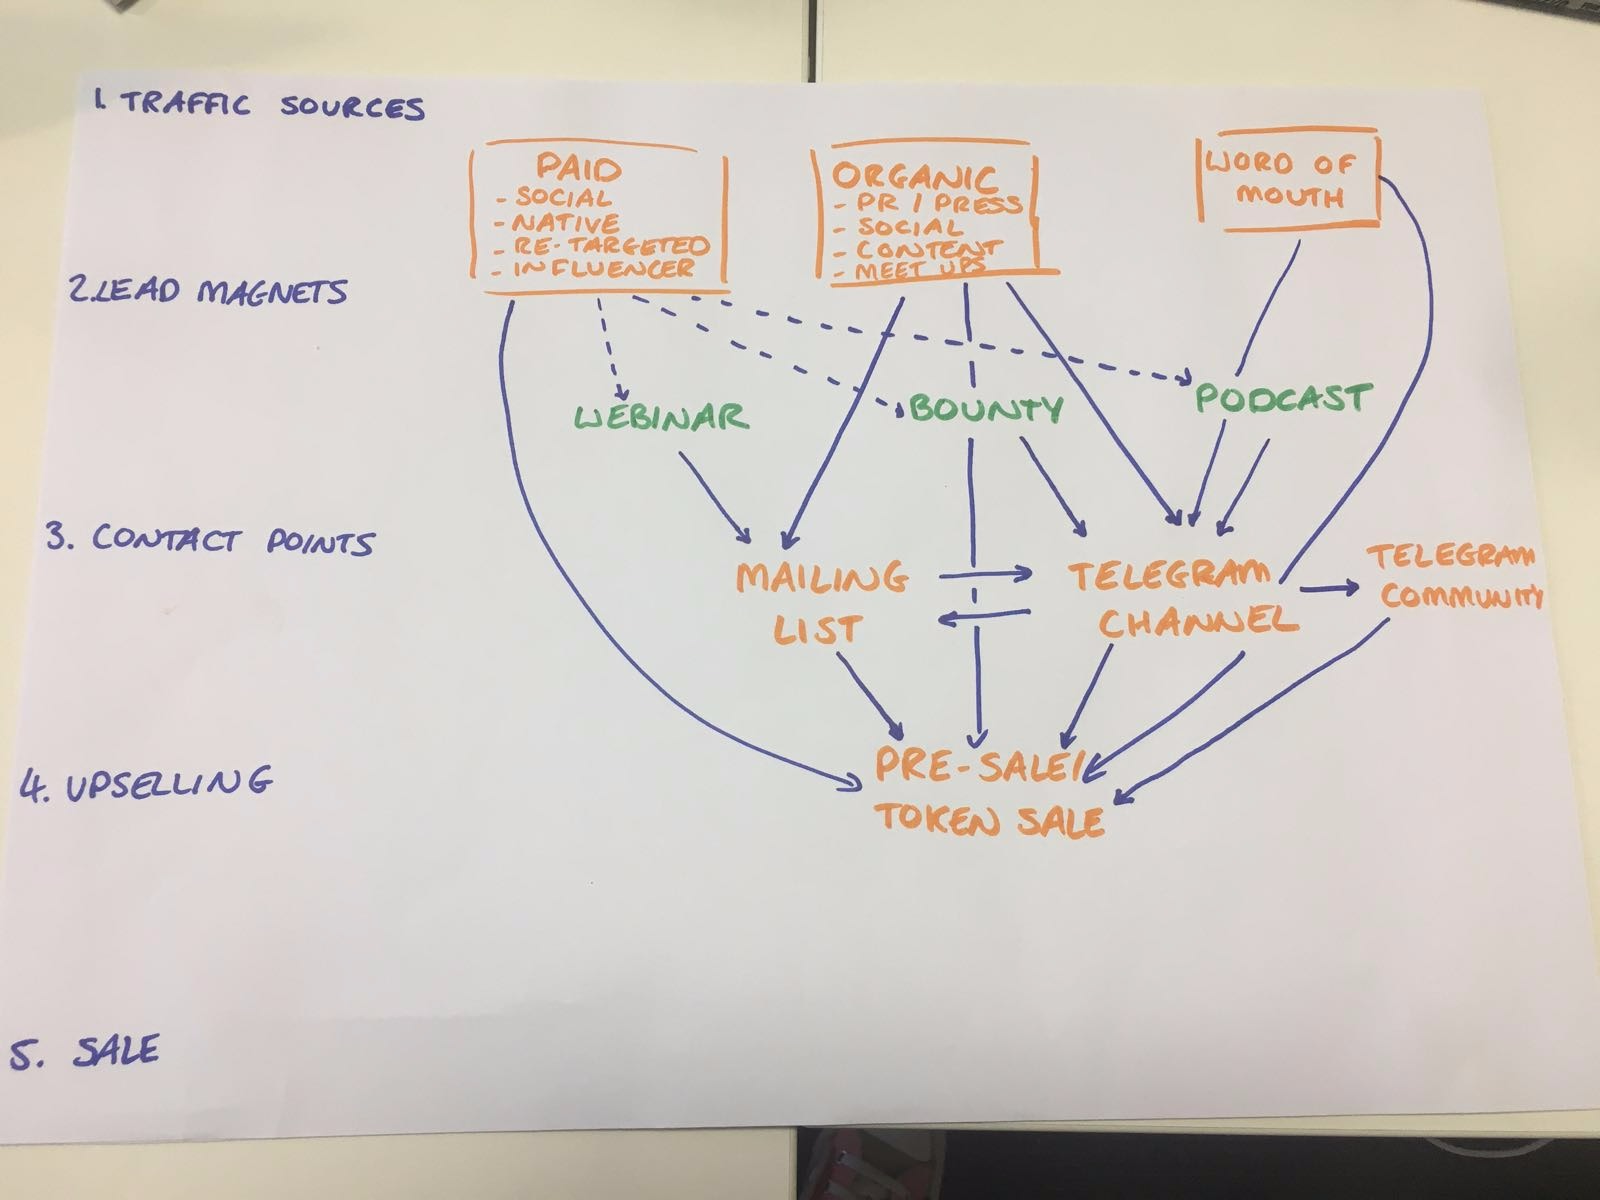 1. TRAFFIC SOURCES
PAID
- SOCIAL
- NATIVE
- RE-TARGETED
- INFLUENCER
ORGANIC
- PR / PRESS
- SOCIAL
- CONTENT
- MEET UPS
WORD OF
MOUTH
2. LEAD MAGNETS
WEBINAR
BOUNTY
PODCAST
3. CONTACT POINTS
MAILING
LIST
TELEGRAM
CHANNEL
TELEGRAM
COMMUNITY
4. UPSELLING
PRE-SALE/
TOKEN SALE
5. SALE